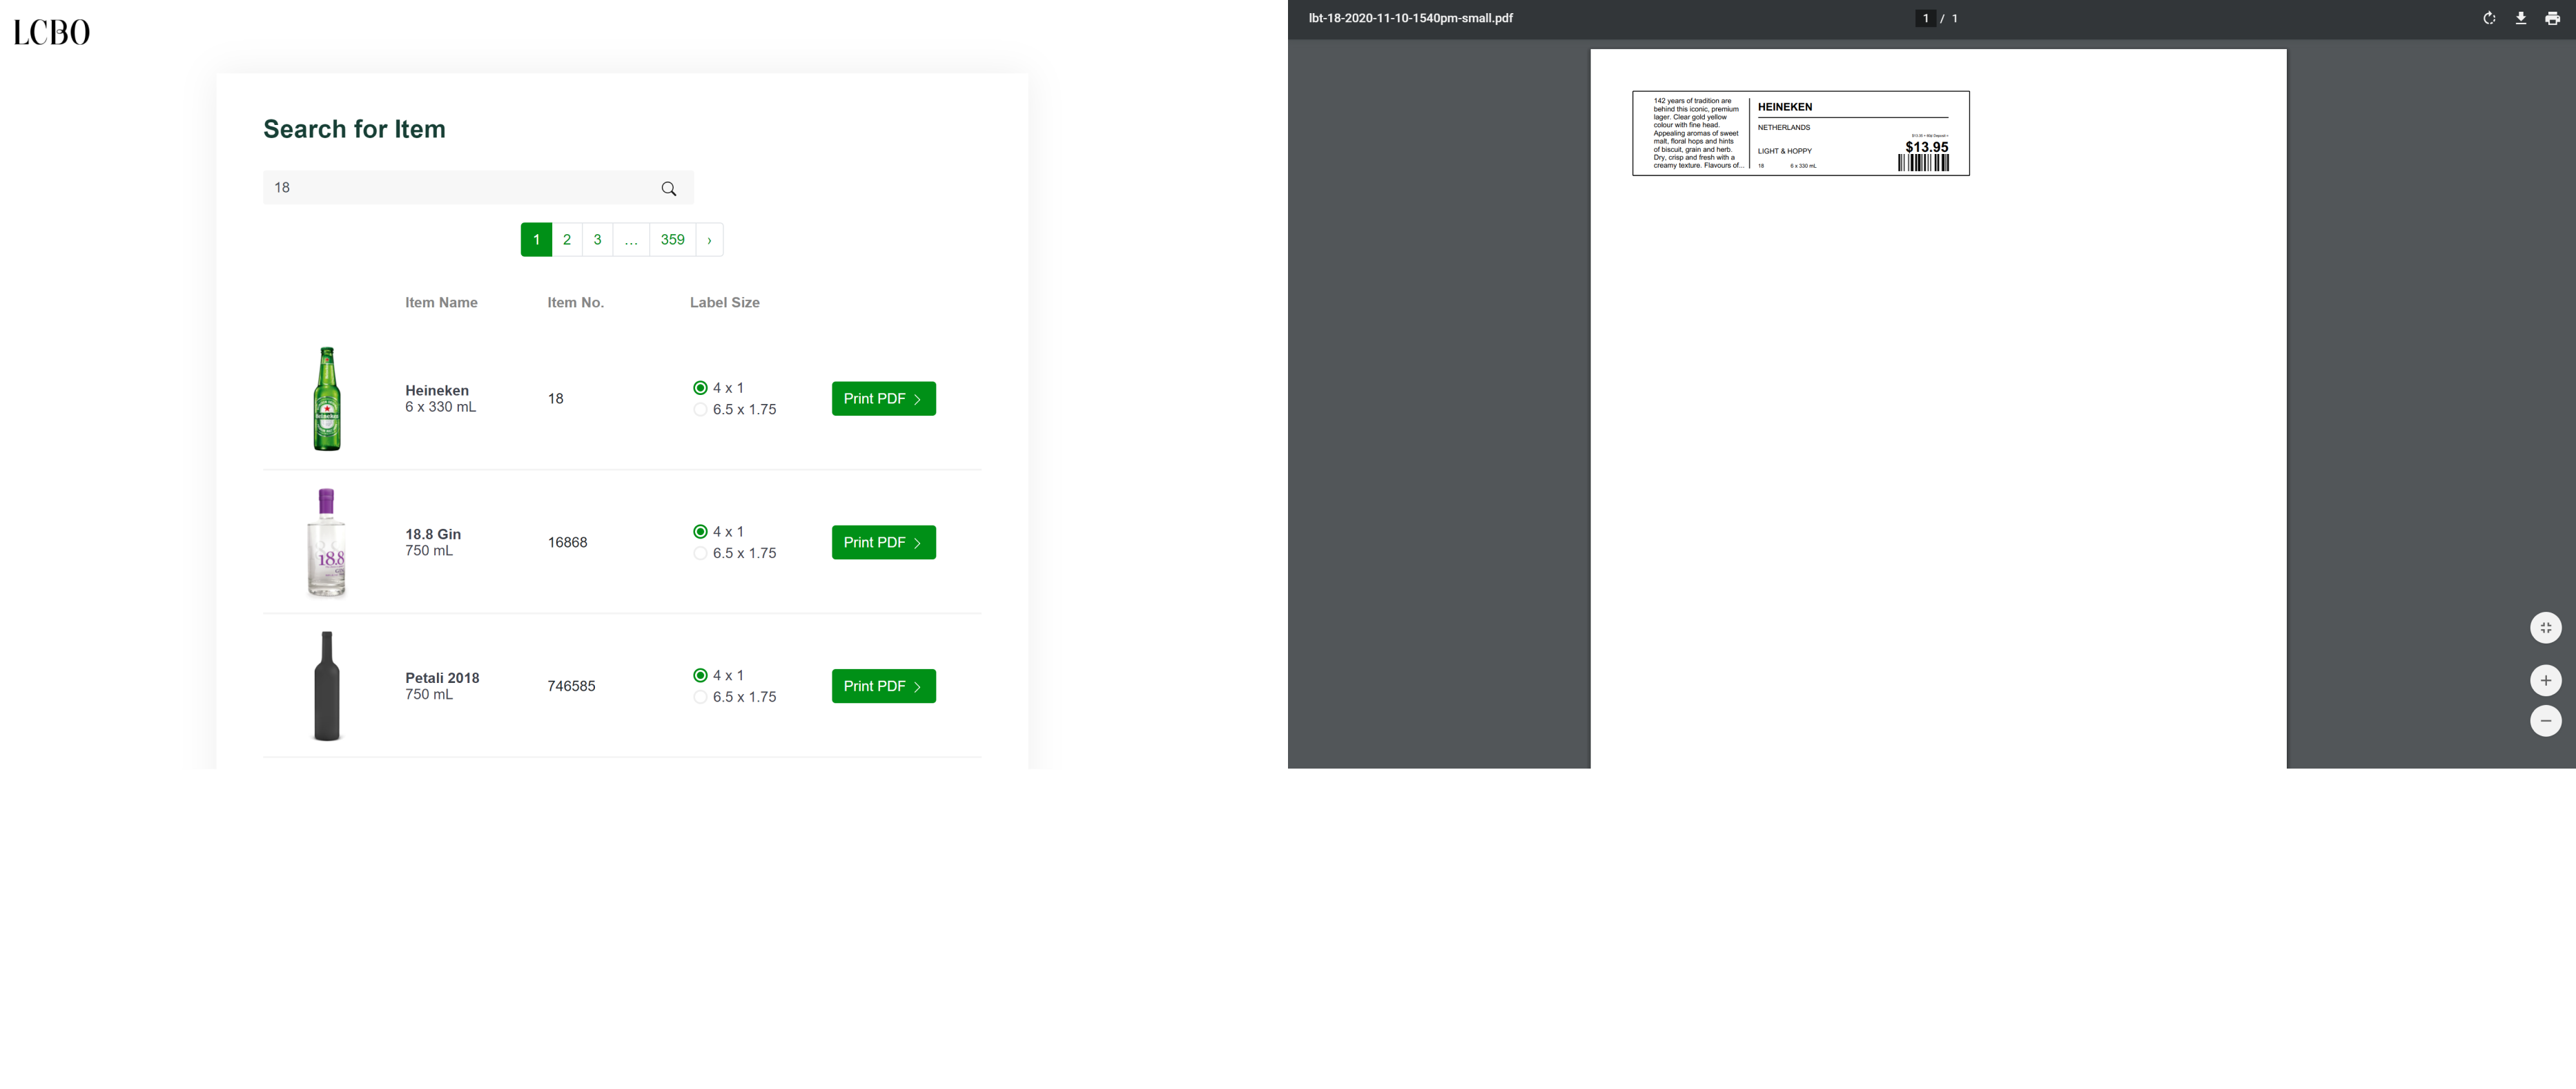 LCBO
Search for Item
18
1 2 3 ... 359 ›
Item Name Item No. Label Size
Heineken
6 x 330 mL
18
4 x 1
6.5 x 1.75
Print PDF
18.8
18.8 Gin
750 mL
16868
4 x 1
6.5 x 1.75
Print PDF
Petali 2018
750 mL
746585
4 x 1
6.5 x 1.75
Print PDF
lbt-18-2020-11-10-1540pm-small.pdf
1 / 1
142 years of tradition are
behind this iconic, premium
lager. Clear gold yellow
colour with fine head.
Appealing aromas of sweet
malt, floral hops and hints
of biscuit, grain and herb.
Dry, crisp and fresh with a
creamy texture. Flavours of...
HEINEKEN
NETHERLANDS
LIGHT & HOPPY
18 6 x 330 mL
$13.95